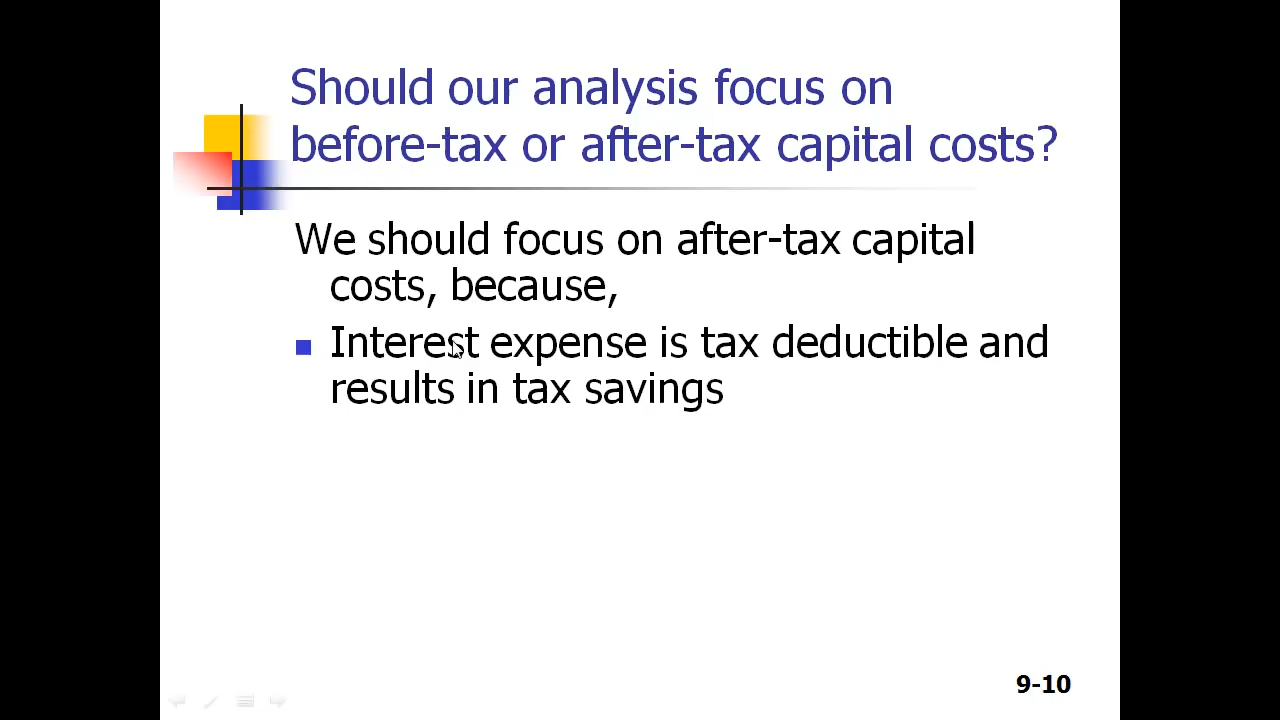 Should our analysis focus on
before-tax or after-tax capital costs?
We should focus on after-tax capital
costs, because,
Interest expense is tax deductible and
results in tax savings
9-10